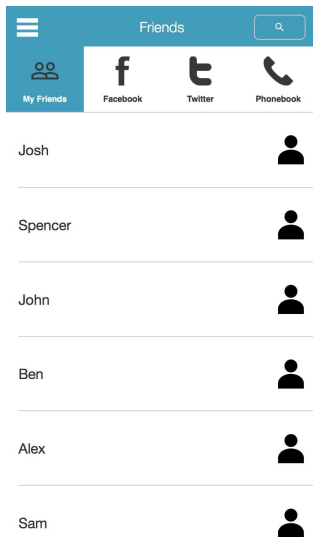 Friends
My Friends
Facebook
Twitter
Phonebook
Josh
Spencer
John
Ben
Alex
Sam